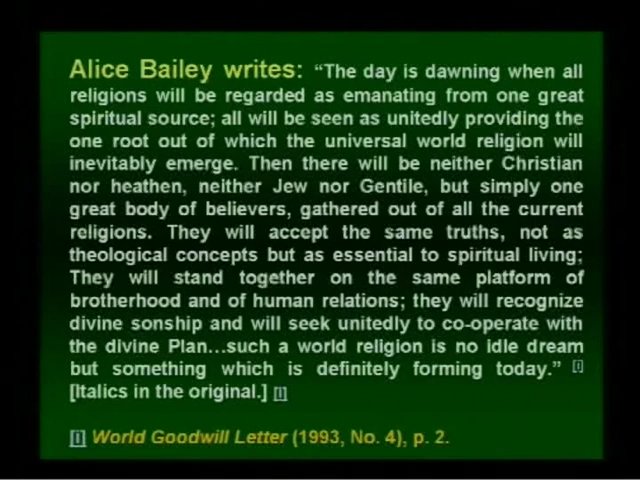 Alice Bailey writes: “The day is dawning when all
religions will be regarded as emanating from one great
spiritual source; all will be seen as unitedly providing the
one root out of which the universal world religion will
inevitably emerge. Then there will be neither Christian
nor heathen, neither Jew nor Gentile, but simply one
great body of believers, gathered out of all the current
religions. They will accept the same truths, not as
theological concepts but as essential to spiritual living;
They will stand together on the same platform of
brotherhood and of human relations; they will recognize
divine sonship and will seek unitedly to co-operate with
the divine Plan…such a world religion is no idle dream
but something which is definitely forming today.” [i]
[Italics in the original.] [i]
[i] World Goodwill Letter (1993, No. 4), p. 2.